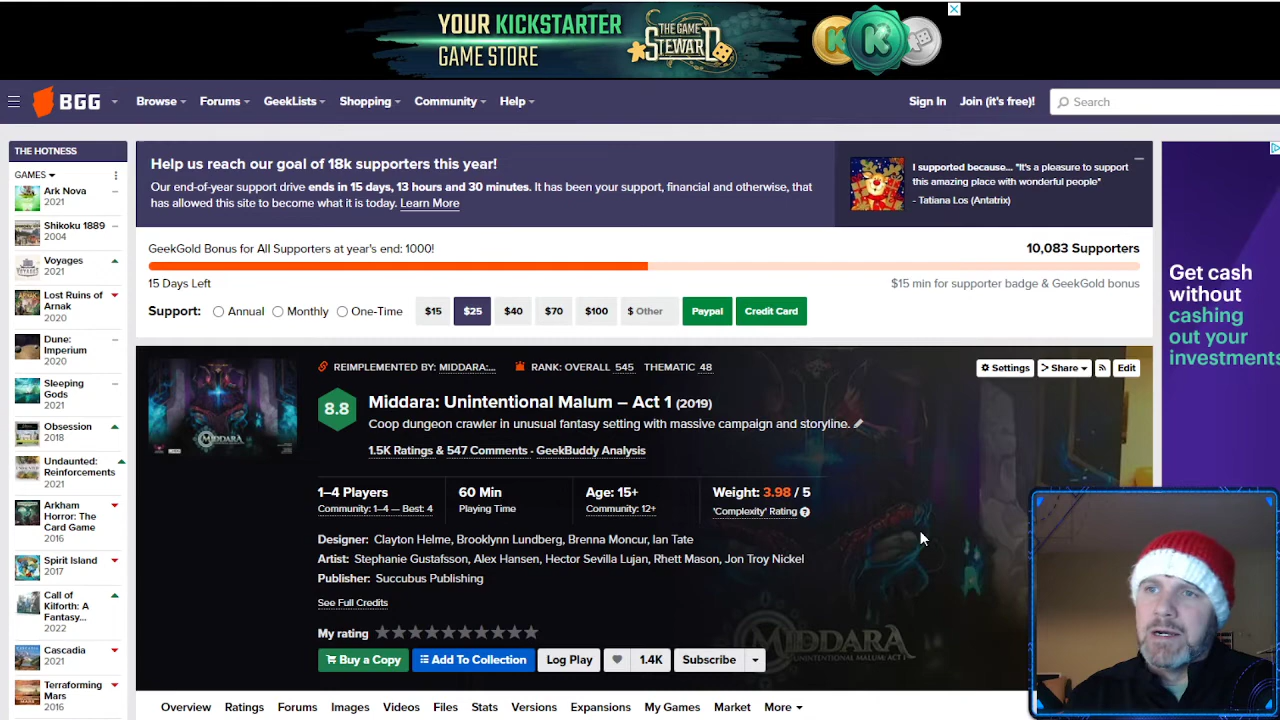 YOUR KICKSTARTER
GAME STORE
THE GAME
STEWARD
K
K
BGG
Browse
Forums
GeekLists
Shopping
Community
Help
Sign In
Join (it's free)!
Search
THE HOTNESS
GAMES
Ark Nova
2021
Shikoku 1889
2004
Voyages
2021
Lost Ruins of
Arnak
2020
Dune:
Imperium
2020
Sleeping
Gods
2021
Obsession
2018
Undaunted:
Reinforcements
2021
Arkham
Horror: The
Card Game
2016
Spirit Island
2017
Call of
Kilforth: A
Fantasy...
2022
Cascadia
2021
Terraforming
Mars
2016
Help us reach our goal of 18k supporters this year!
Our end-of-year support drive ends in 15 days, 13 hours and 30 minutes. It has been your support, financial and otherwise, that
has allowed this site to become what it is today. Learn More
I supported because... "It's a pleasure to support
this amazing place with wonderful people"
- Tatiana Los (Antatrix)
GeekGold Bonus for All Supporters at year's end: 1000!
10,083 Supporters
15 Days Left
$15 min for supporter badge & GeekGold bonus
Support:
Annual
Monthly
One-Time
$15
$25
$40
$70
$100
$ Other
Paypal
Credit Card
REIMPLEMENTED BY: MIDDARA:...
RANK: OVERALL 545
THEMATIC 48
Settings
Share
Edit
8.8
Middara: Unintentional Malum – Act 1 (2019)
Coop dungeon crawler in unusual fantasy setting with massive campaign and storyline.
1.5K Ratings & 547 Comments · GeekBuddy Analysis
1–4 Players
Community: 1–4 — Best: 4
60 Min
Playing Time
Age: 15+
Community: 12+
Weight: 3.98 / 5
'Complexity' Rating
Designer: Clayton Helme, Brooklynn Lundberg, Brenna Moncur, Ian Tate
Artist: Stephanie Gustafsson, Alex Hansen, Hector Sevilla Lujan, Rhett Mason, Jon Troy Nickel
Publisher: Succubus Publishing
See Full Credits
My rating
Buy a Copy
Add To Collection
Log Play
1.4K
Subscribe
MIDDARA
MIDDARA
UNINTENTIONAL MALUM: ACT 1
Overview
Ratings
Forums
Images
Videos
Files
Stats
Versions
Expansions
My Games
Market
More
Get cash
without
cashing
out your
investments